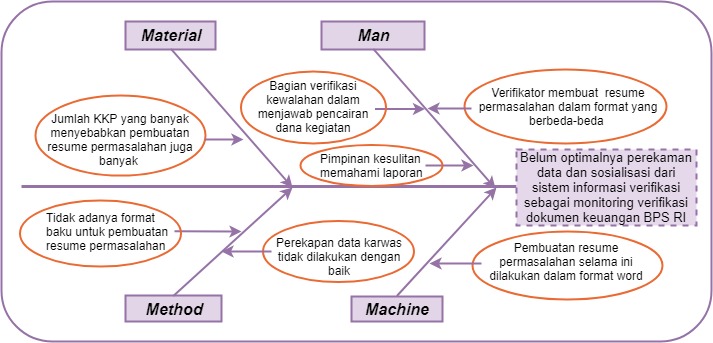 Material
Man
Bagian verifikasi
kewalahan dalam
menjawab pencairan
dana kegiatan
Verifikator membuat resume
permasalahan dalam format yang
berbeda-beda
Jumlah KKP yang banyak
menyebabkan pembuatan
resume permasalahan juga
banyak
Pimpinan kesulitan
memahami laporan
Belum optimalnya perekaman
data dan sosialisasi dari
sistem informasi verifikasi
sebagai monitoring verifikasi
dokumen keuangan BPS RI
Tidak adanya format
baku untuk pembuatan
resume permasalahan
Perekapan data karwas
tidak dilakukan dengan
baik
Pembuatan resume
permasalahan selama ini
dilakukan dalam format word
Method
Machine